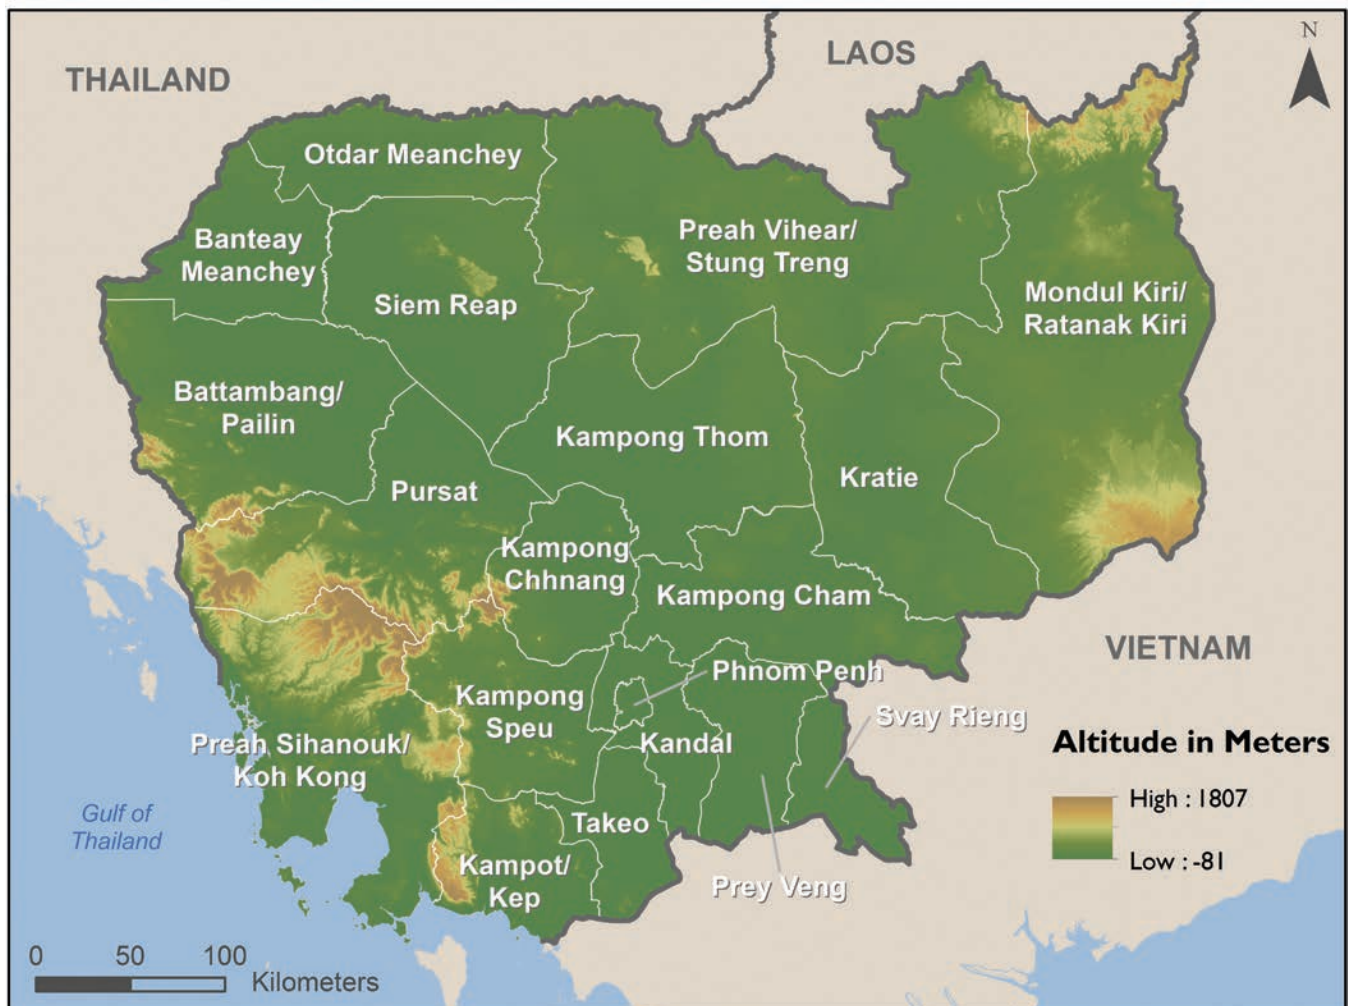 N
LAOS
THAILAND
Otdar Meanchey
Banteay
Meanchey
Preah Vihear/
Stung Treng
Siem Reap
Mondul Kiri/
Ratanak Kiri
Battambang/
Pailin
Kampong Thom
Pursat
Kratie
Kampong
Chhnang
Kampong Cham
VIETNAM
Phnom Penh
Kampong
Speu
Svay Rieng
Preah Sihanouk/
Koh Kong
Kandal
Altitude in Meters
High : 1807
Low : -81
Gulf of
Thailand
Takeo
Kampot/
Kep
Prey Veng
0 50 100
Kilometers